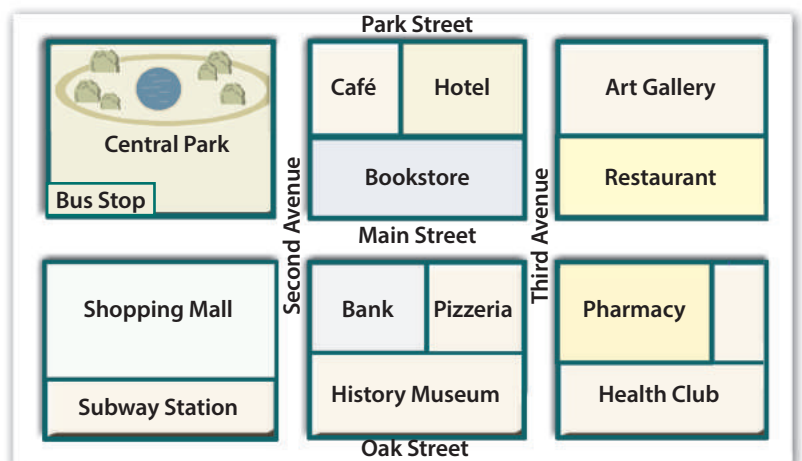 Park Street
Café
Hotel
Art Gallery
Central Park
Bookstore
Restaurant
Bus Stop
Second Avenue
Main Street
Third Avenue
Shopping Mall
Bank
Pizzeria
Pharmacy
Subway Station
History Museum
Health Club
Oak Street